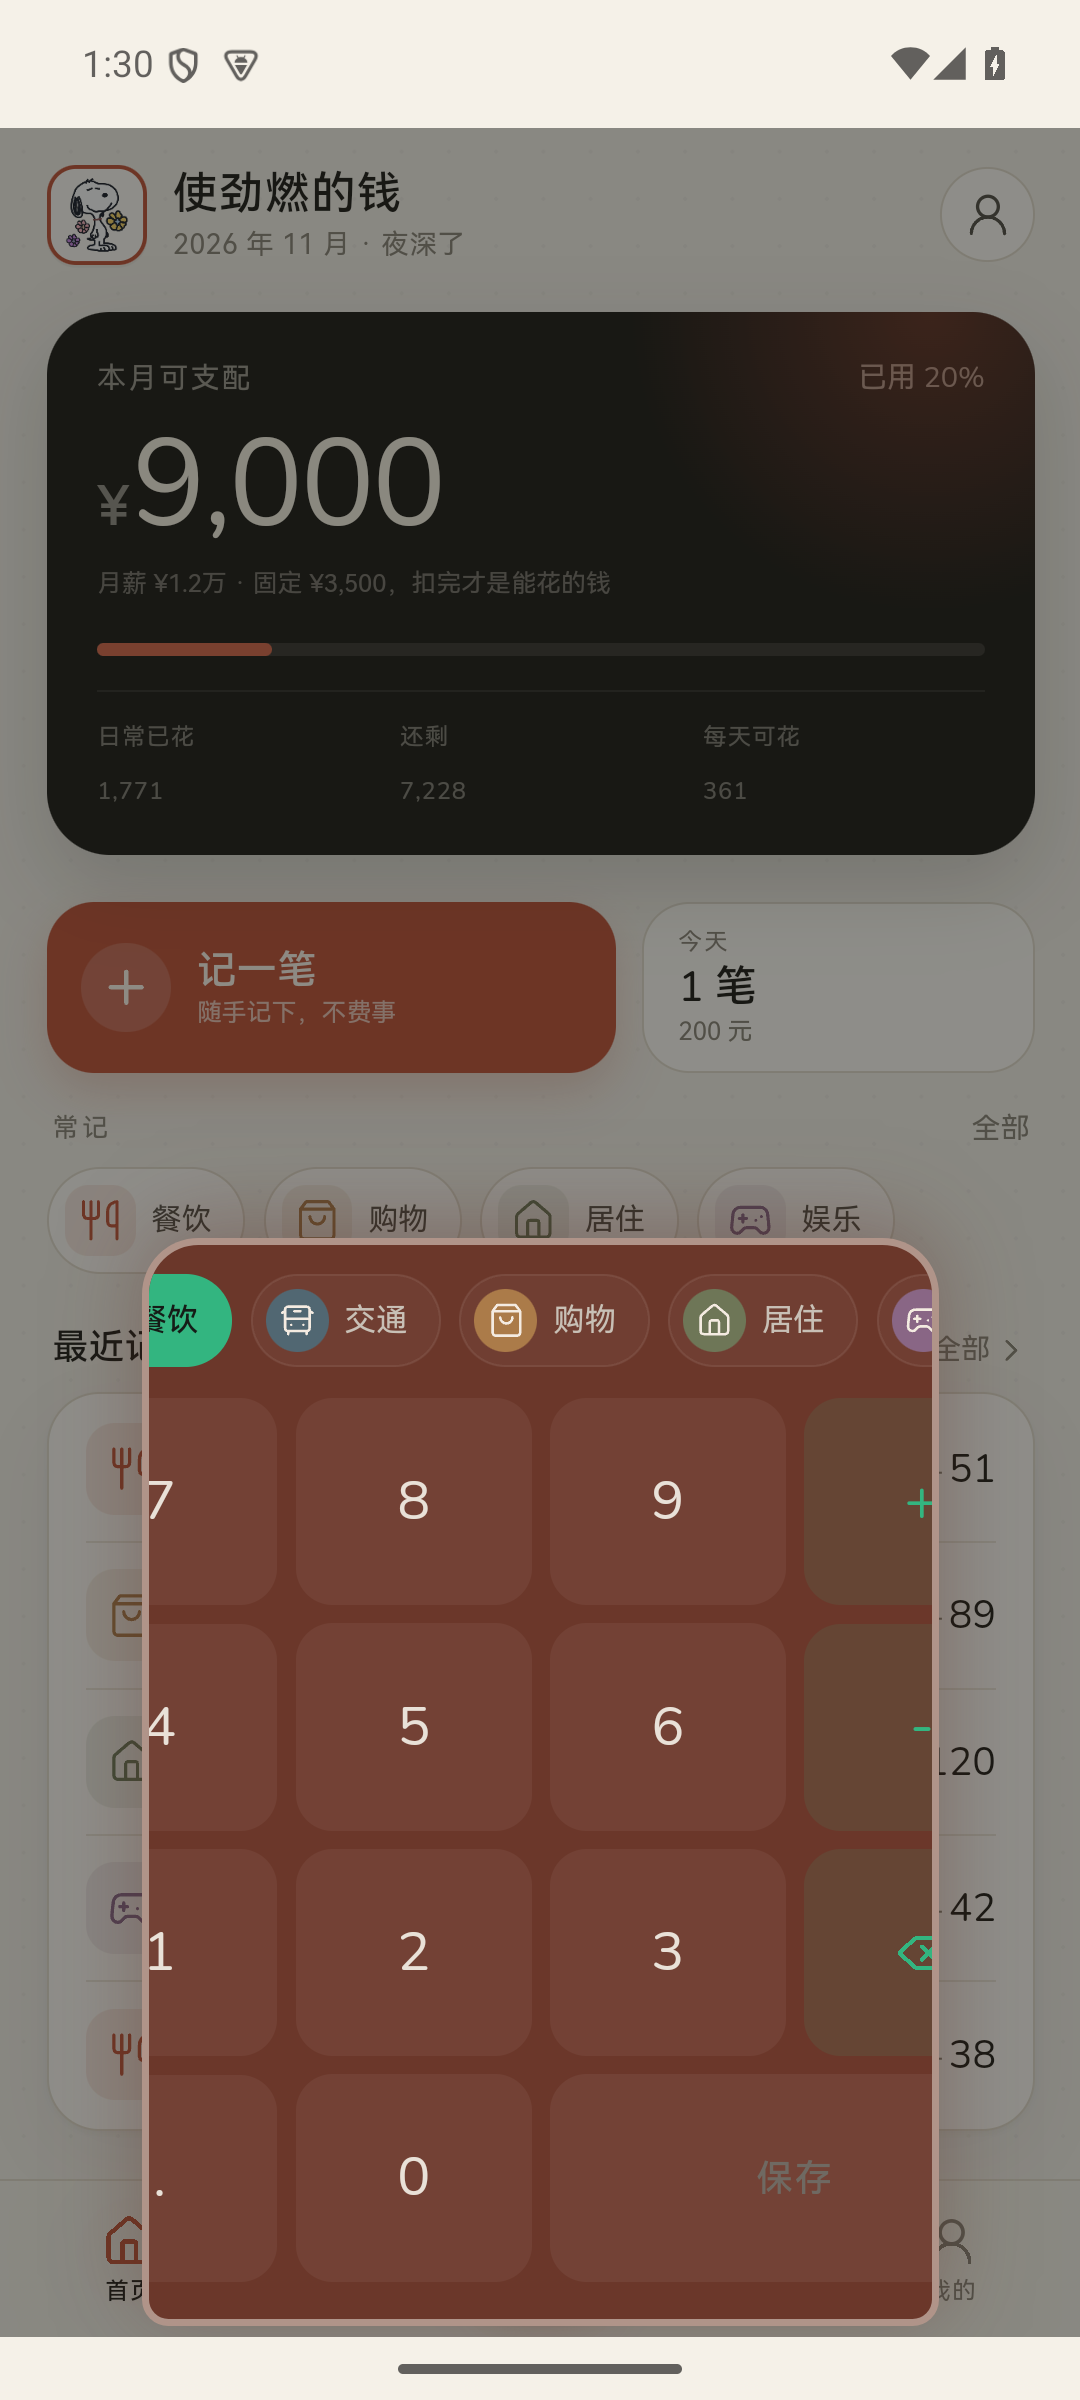 1:30
使劲燃的钱
2026 年 11 月 · 夜深了
本月可支配
已用 20%
¥9,000
月薪 ¥1.2万 · 固定 ¥3,500，扣完才是能花的钱
日常已花
还剩
每天可花
1,771
7,228
361
记一笔
随手记下，不费事
今天
1 笔
200 元
常记
全部
餐饮
购物
居住
娱乐
餐饮
交通
购物
居住
最近记
全部
51
89
120
42
38
7
8
9
+
4
5
6
-
1
2
3
.
0
保存
首页
我的